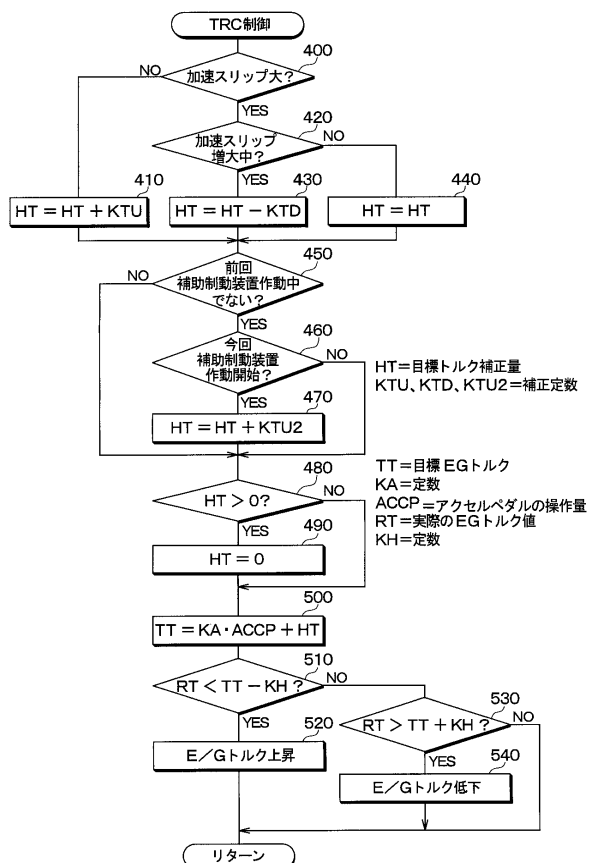 TRC制御
400
加速スリップ大?
NO
YES
420
加速スリップ
増大中?
NO
YES
410
HT=HT+KTU
430
HT=HT-KTD
440
HT=HT
450
前回
補助制動装置作動中
でない?
NO
YES
460
今回
補助制動装置
作動開始?
NO
YES
470
HT=HT+KTU2
HT=目標トルク補正量
KTU、KTD、KTU2=補正定数
TT=目標EGトルク
KA=定数
ACCP=アクセルペダルの操作量
RT=実際のEGトルク値
KH=定数
480
HT>0?
NO
YES
490
HT=0
500
TT=KA・ACCP+HT
510
RT<TT-KH?
NO
YES
520
E/Gトルク上昇
530
RT>TT+KH?
NO
YES
540
E/Gトルク低下
リターン